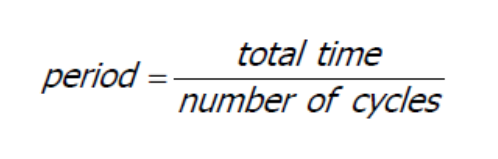 period = total time
number of cycles